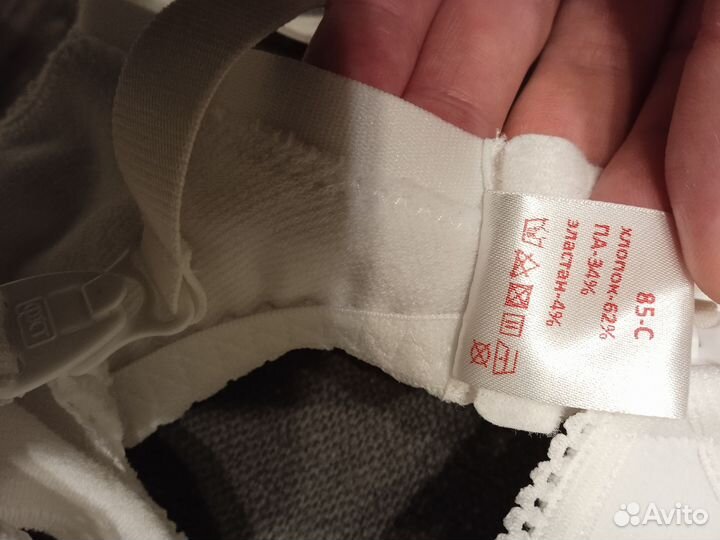 85-С
хлопок-62%
ПА-34%
эластан-4%
Avito